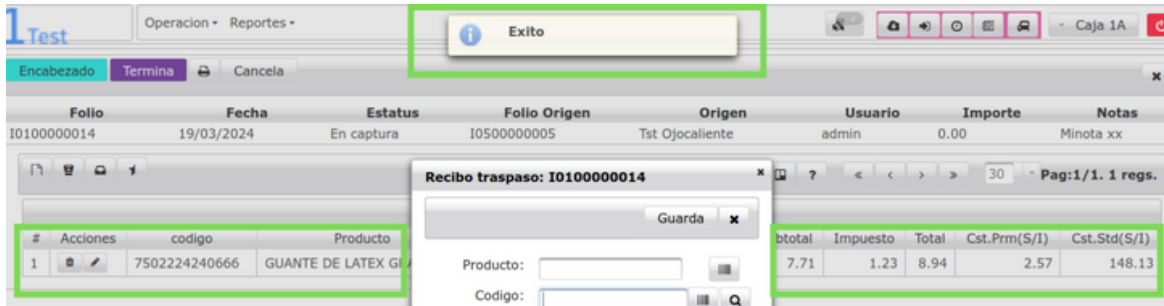 1 Test
Operacion Reportes
Exito
Caja 1A
Encabezado Termina Cancela
Folio Fecha Estatus Folio Origen Origen Usuario Importe Notas
I0100000014 19/03/2024 En captura I0500000005 Tst Ojocaliente admin 0.00 Minota xx
Recibo traspaso: I0100000014
? « < > » 30 Pag:1/1. 1 regs.
Guarda
# Acciones codigo Producto btotal Impuesto Total Cst.Prm(S/I) Cst.Std(S/I)
1 7502224240666 GUANTE DE LATEX 7.71 1.23 8.94 2.57 148.13
Producto:
Codigo: